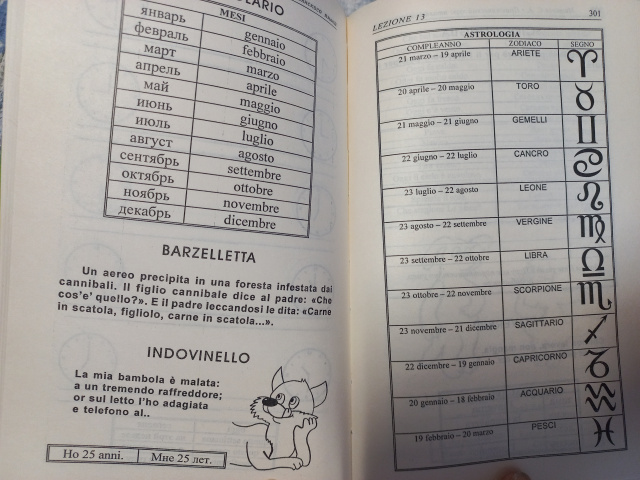 MESI
январь gennaio
февраль febbraio
март marzo
апрель aprile
май maggio
июнь giugno
июль luglio
август agosto
сентябрь settembre
октябрь ottobre
ноябрь novembre
декабрь dicembre
BARZELLETTA
Un aereo precipita in una foresta infestata dai
cannibali. Il figlio cannibale dice al padre: «Che
cos'e' quello?». E il padre leccandosi le dita: «Carne
in scatola, figliolo, carne in scatola...».
INDOVINELLO
La mia bambola è malata:
a un tremendo raffreddore;
or sul letto l'ho adagiata
e telefono al..
Ho 25 anni. Мне 25 лет.
LEZIONE 13 301
ASTROLOGIA
COMPLEANNO ZODIACO SEGNO
21 marzo – 19 aprile ARIETE ♈
20 aprile – 20 maggio TORO ♉
21 maggio – 21 giugno GEMELLI ♊
22 giugno – 22 luglio CANCRO ♋
23 luglio – 22 agosto LEONE ♌
23 agosto – 22 settembre VERGINE ♍
23 settembre – 22 ottobre LIBRA ♎
23 ottobre – 22 novembre SCORPIONE ♏
23 novembre – 21 dicembre SAGITTARIO ♐
22 dicembre – 19 gennaio CAPRICORNO ♑
20 gennaio – 18 febbraio ACQUARIO ♒
19 febbraio – 20 marzo PESCI ♓